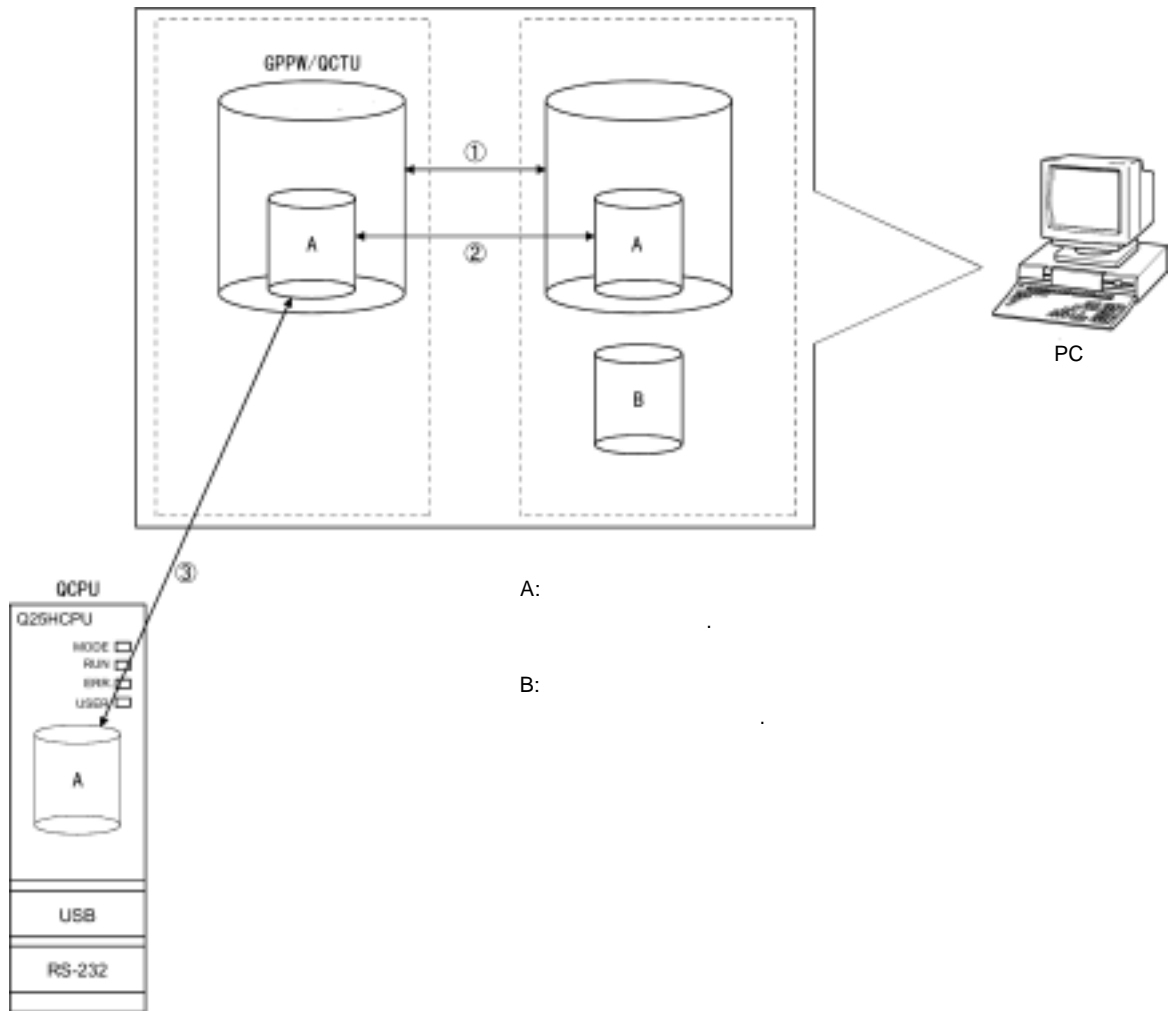 GPPW/QCTU
①
A
②
A
B
PC
③
QCPU
Q25HCPU
MODE
RUN
ERR.
USER
A
USB
RS-232
A:
.
B:
.